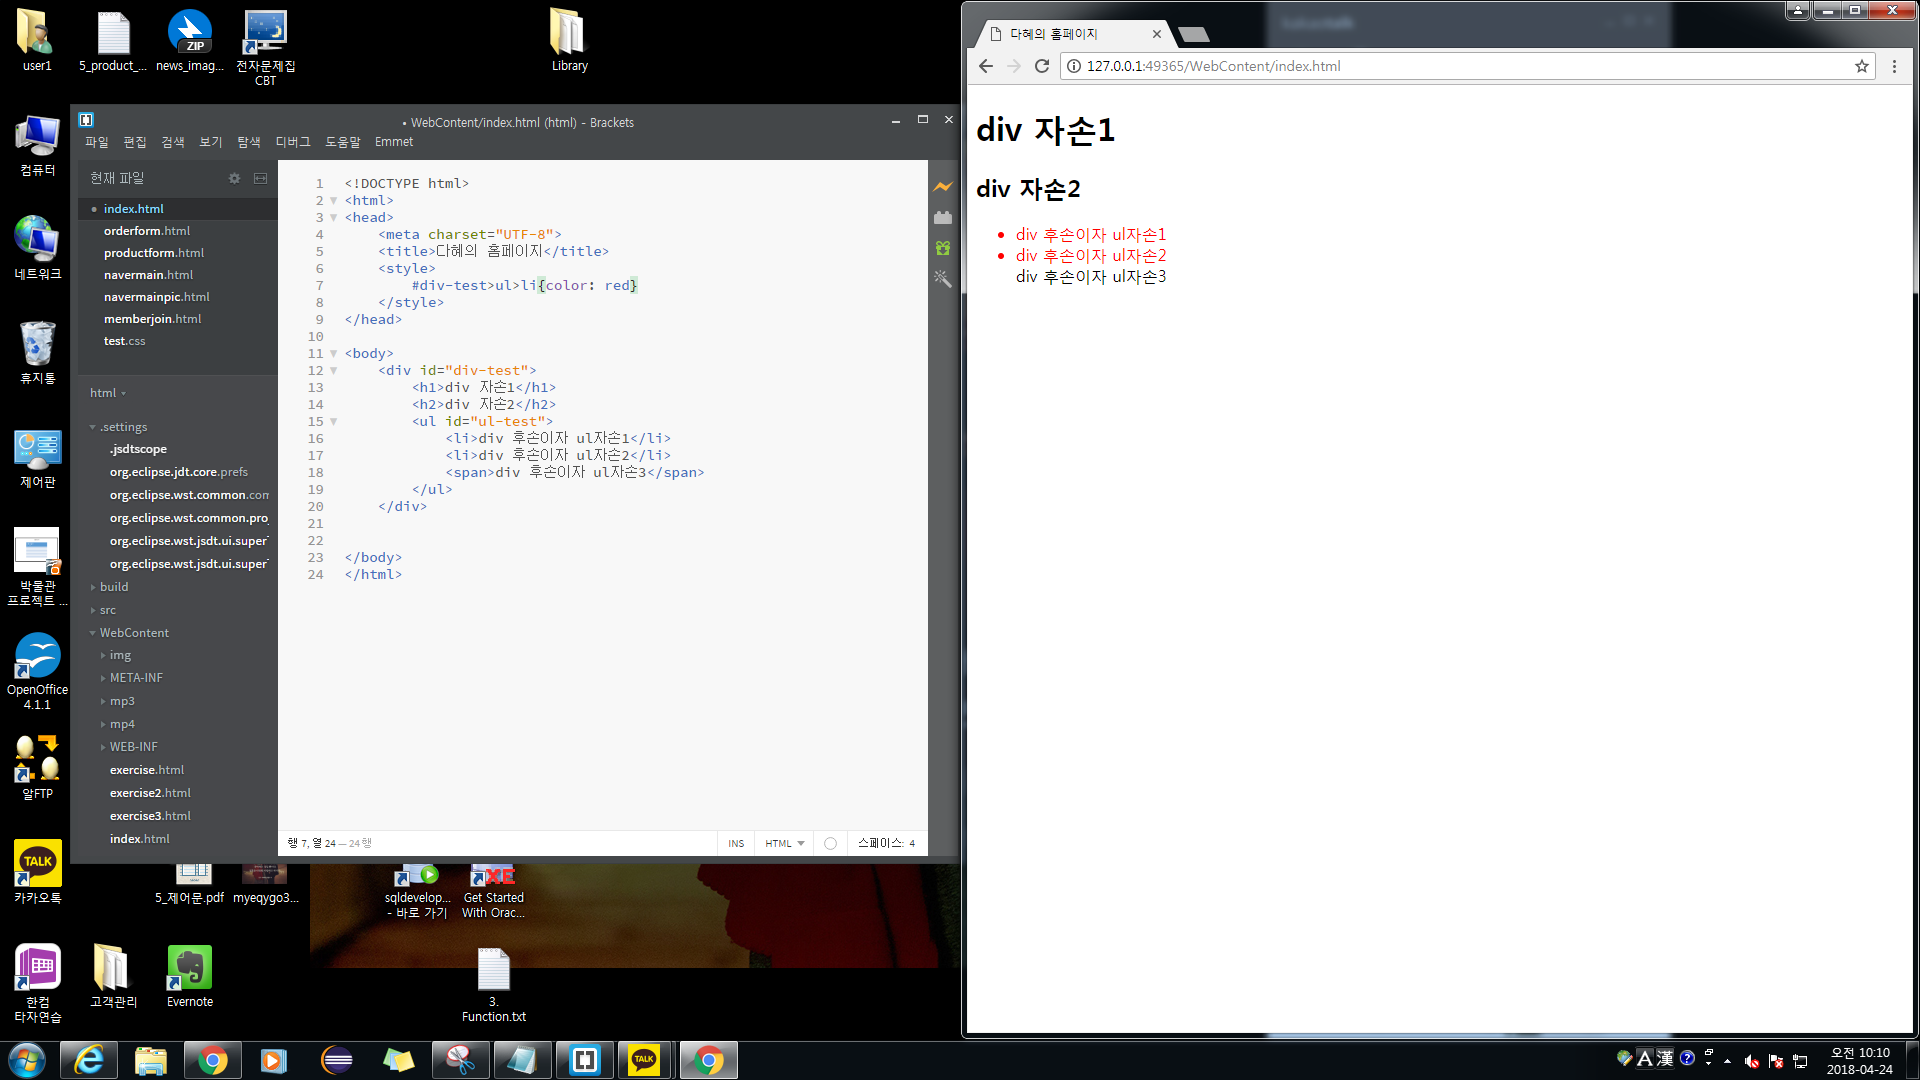 user1
5_product_...
news_imag...
ZIP
전자문제집
CBT
Library
컴퓨터
네트워크
휴지통
제어판
박물관
프로젝트 ...
OpenOffice
4.1.1
알FTP
TALK
카카오톡
한컴
타자연습
고객관리
Evernote
5_제어문.pdf
myeqygo3...
sqldevelop...
- 바로 가기
XE
Get Started
With Orac...
3.
Function.txt
• WebContent/index.html (html) - Brackets
파일 편집 검색 보기 탐색 디버그 도움말 Emmet
현재 파일
index.html
orderform.html
productform.html
navermain.html
navermainpic.html
memberjoin.html
test.css
html
.settings
.jsdtscope
org.eclipse.jdt.core.prefs
org.eclipse.wst.common.com
org.eclipse.wst.common.pro
org.eclipse.wst.jsdt.ui.super
org.eclipse.wst.jsdt.ui.super
build
src
WebContent
img
META-INF
mp3
mp4
WEB-INF
exercise.html
exercise2.html
exercise3.html
index.html
1 <!DOCTYPE html>
2 <html>
3 <head>
4 <meta charset="UTF-8">
5 <title>다혜의 홈페이지</title>
6 <style>
7 #div-test>ul>li{color: red}
8 </style>
9 </head>
10
11 <body>
12 <div id="div-test">
13 <h1>div 자손1</h1>
14 <h2>div 자손2</h2>
15 <ul id="ul-test">
16 <li>div 후손이자 ul자손1</li>
17 <li>div 후손이자 ul자손2</li>
18 <span>div 후손이자 ul자손3</span>
19 </ul>
20 </div>
21
22
23 </body>
24 </html>
행 7, 열 24 — 24 행
INS HTML 스페이스: 4
다혜의 홈페이지
127.0.0.1:49365/WebContent/index.html
div 자손1
div 자손2
div 후손이자 ul자손1
div 후손이자 ul자손2
div 후손이자 ul자손3
TALK
A 漢
오전 10:10
2018-04-24